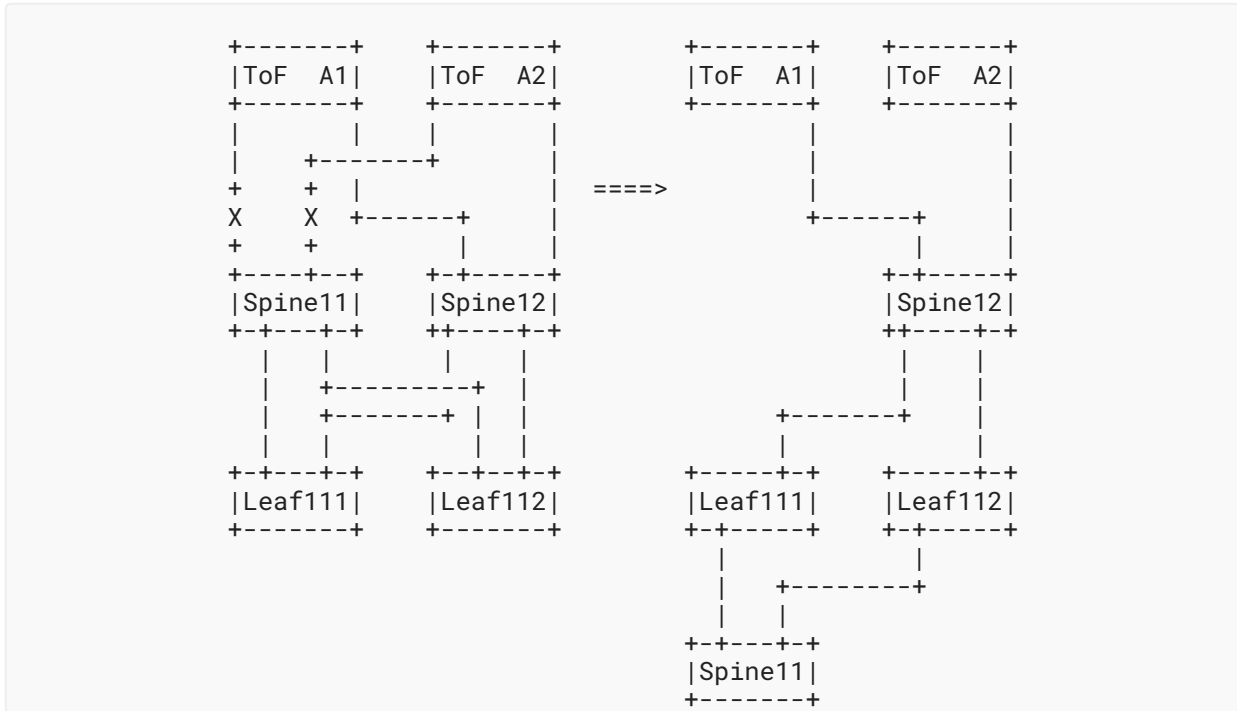 +-------+    +-------+        +-------+    +-------+
|ToF  A1|    |ToF  A2|        |ToF  A1|    |ToF  A2|
+-------+    +-------+        +-------+    +-------+
|       |    |       |                |            |
|    +-------+       |                |            |
+    +  |            |  ====>         |            |
X    X  +------+     |                +------+     |
+    +         |     |                       |     |
+----+--+    +-+-----+                     +-+-----+
|Spine11|    |Spine12|                     |Spine12|
+-+---+-+    ++----+-+                     ++----+-+
  |   |       |    |                        |    |
  |   +---------+  |                        |    |
  |   +-------+ |  |                +-------+    |
  |   |         |  |                |            |
+-+---+-+    +--+--+-+        +-----+-+    +-----+-+
|Leaf111|    |Leaf112|        |Leaf111|    |Leaf112|
+-------+    +-------+        +-+-----+    +-+-----+
                                |            |
                                |   +--------+
                                |   |
                              +-+---+-+
                              |Spine11|
                              +-------+